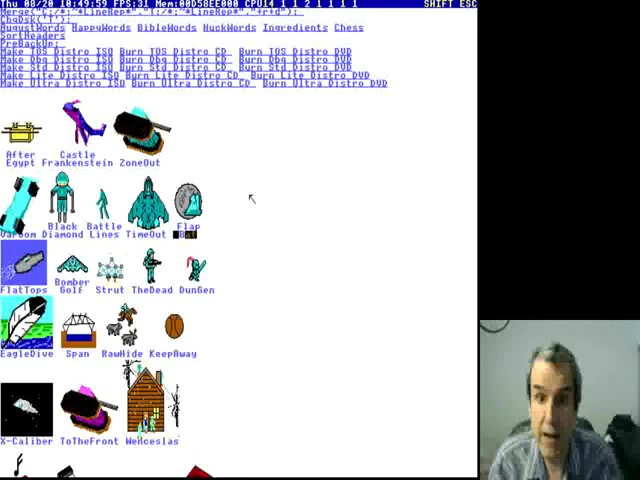 Thu 08/20 10:49:59 FPS:31 Mem:00D58EE000 CPU14 1 1 2 1 1 1 1 SHIFT ESC
Merge("C:/*:"*LineRep*","T:/*:"*LineRep*","+r+d");
ChgDsk('T');
AugustWords HappyWords BibleWords HuckWords Ingredients Chess
SortHeaders
PreBackUp;
Make TOS Distro ISO Burn TOS Distro CD Burn TOS Distro DVD
Make Dbg Distro ISO Burn Dbg Distro CD Burn Dbg Distro DVD
Make Std Distro ISO Burn Std Distro CD Burn Std Distro DVD
Make Lite Distro ISO Burn Lite Distro CD Burn Lite Distro DVD
Make Ultra Distro ISO Burn Ultra Distro CD Burn Ultra Distro DVD
After Egypt
Castle Frankenstein
ZoneOut
Varoom
Black Diamond
Battle Lines
TimeOut
Flap Bat
FlatTops
Bomber Golf
Strut
TheDead
DunGen
EagleDive
Span
RawHide
KeepAway
X-Caliber
ToTheFront
Wenceslas